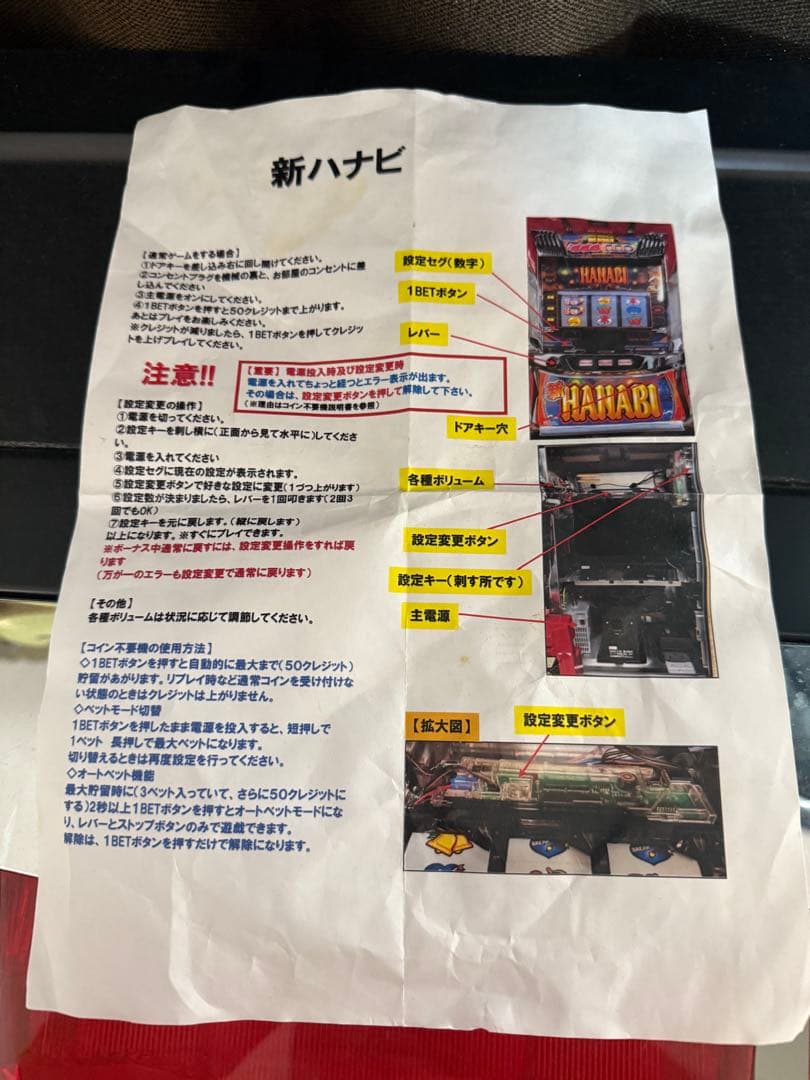 新ハナビ
【通常ゲームをする場合】
①ドアキーを差し込み右に回し開けてください。
②コンセントプラグを機械の裏と、お部屋のコンセントに差
し込んでください
③主電源をオンにしてください。
④1BETボタンを押すと50クレジットまで上がります。
あとはプレイをお楽しみください。
※クレジットが減りましたら、1BETボタンを押してクレジッ
トを上げプレイしてください。
注意!!
【重要】 電源投入時及び設定変更時
電源を入れてちょっと経つとエラー表示が出ます。
その場合は、設定変更ボタンを押して解除して下さい。
(※理由はコイン不要機説明書を参照)
【設定変更の操作】
①電源を切ってください。
②設定キーを刺し横に(正面から見て水平に)してくださ
い。
③電源を入れてください
④設定セグに現在の設定が表示されます。
⑤設定変更ボタンで好きな設定に変更(1づつ上がります)
⑥設定数が決まりましたら、レバーを1回叩きます(2回3
回でもOK)
⑦設定キーを元に戻します。(縦に戻します)
以上になります。※すぐにプレイできます。
※ボーナス中通常に戻すには、設定変更操作をすれば戻
ります
(万が一のエラーも設定変更で通常に戻ります)
【その他】
各種ボリュームは状況に応じて調節してください。
【コイン不要機の使用方法】
◇1BETボタンを押すと自動的に最大まで(50クレジット)
貯留があがります。リプレイ時など通常コインを受け付けな
い状態のときはクレジットは上がりません。
◇ベットモード切替
1BETボタンを押したまま電源を投入すると、短押しで
1ベット 長押しで最大ベットになります。
切り替えるときは再度設定を行ってください。
◇オートベット機能
最大貯留時に(3ベット入っていて、さらに50クレジットに
する)2秒以上1BETボタンを押すとオートベットモードにな
り、レバーとストップボタンのみで遊戯できます。
解除は、1BETボタンを押すだけで解除になります。
設定セグ(数字)
1BETボタン
レバー
ドアキー穴
HANABI
新
HANABI
各種ボリューム
設定変更ボタン
設定キー(刺す所です)
主電源
【拡大図】
設定変更ボタン